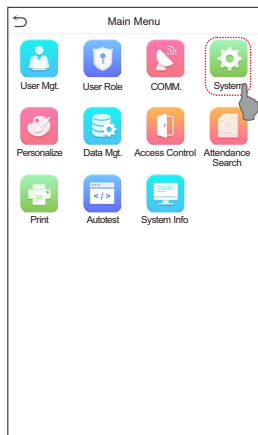 Main Menu
User Mgt.
User Role
COMM.
System
Personalize
Data Mgt.
Access Control
Attendance
Search
Print
</>
Autotest
System Info